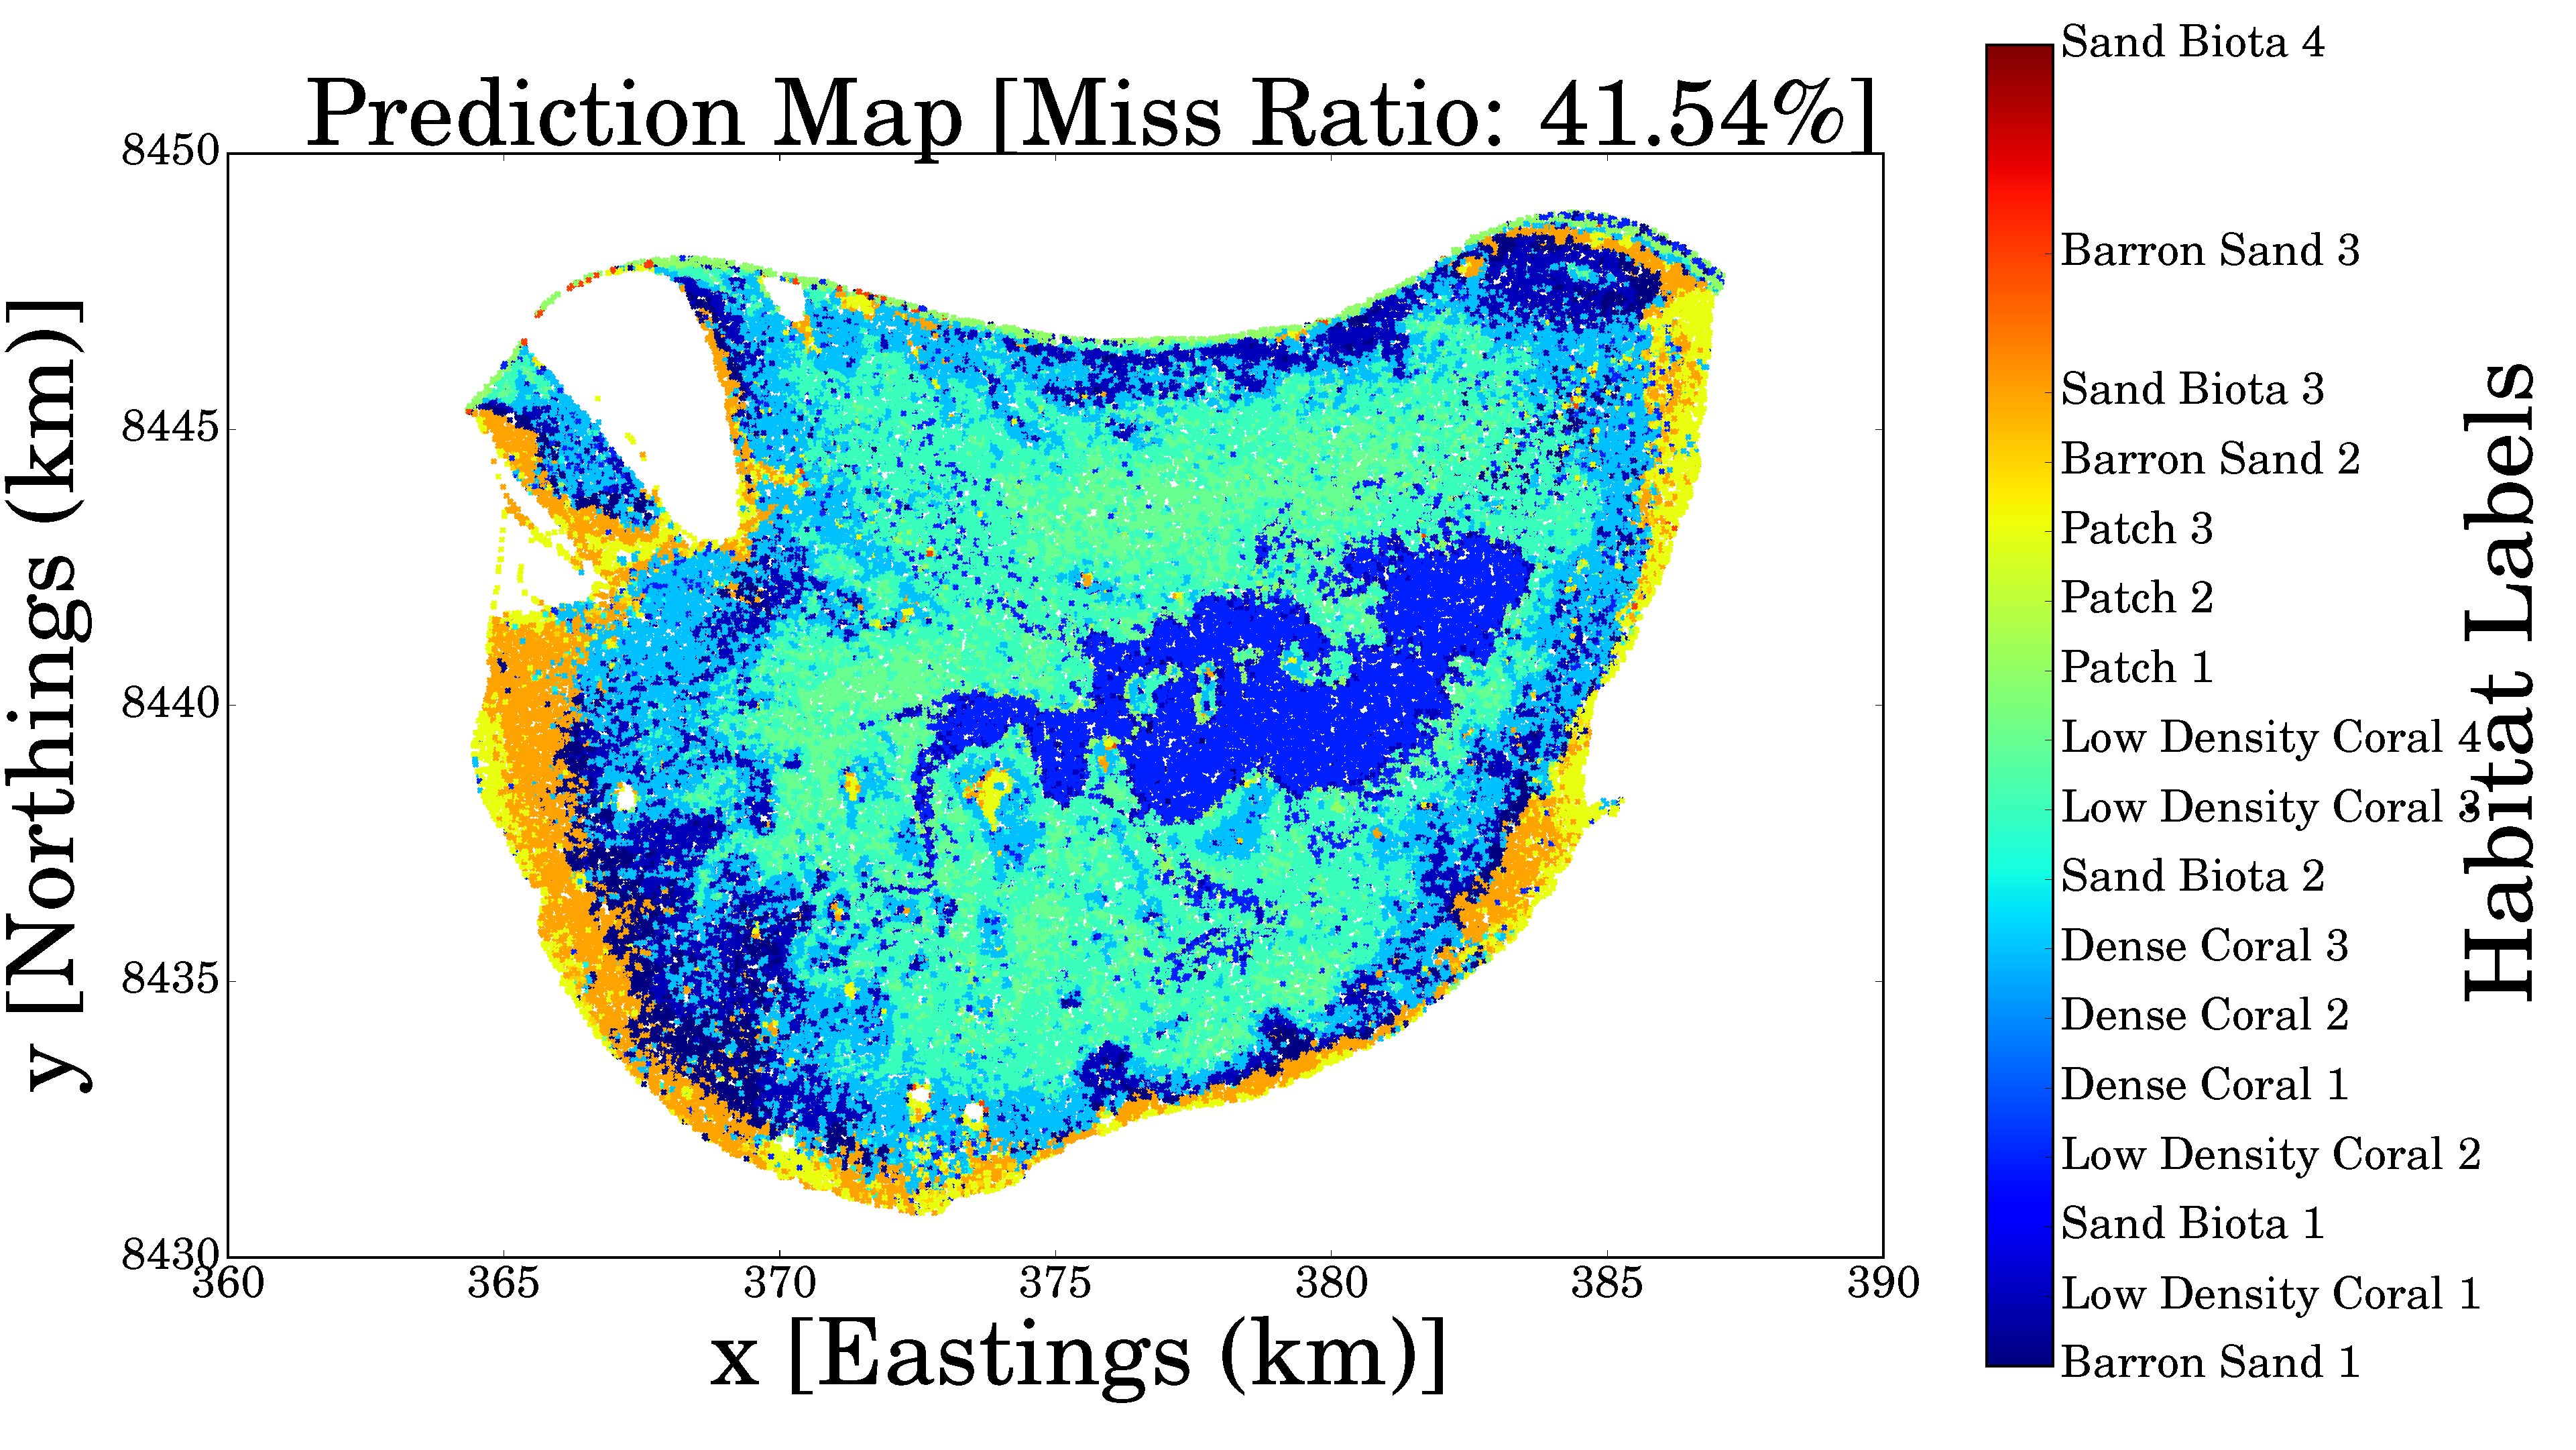 Prediction Map [Miss Ratio: 41.54%]
y [Northings (km)]
8450
8445
8440
8435
8430
360
365
370
375
380
385
390
x [Eastings (km)]
Sand Biota 4
Barron Sand 3
Sand Biota 3
Barron Sand 2
Patch 3
Patch 2
Patch 1
Low Density Coral 4
Low Density Coral 3
Sand Biota 2
Dense Coral 3
Dense Coral 2
Dense Coral 1
Low Density Coral 2
Sand Biota 1
Low Density Coral 1
Barron Sand 1
Habitat Labels